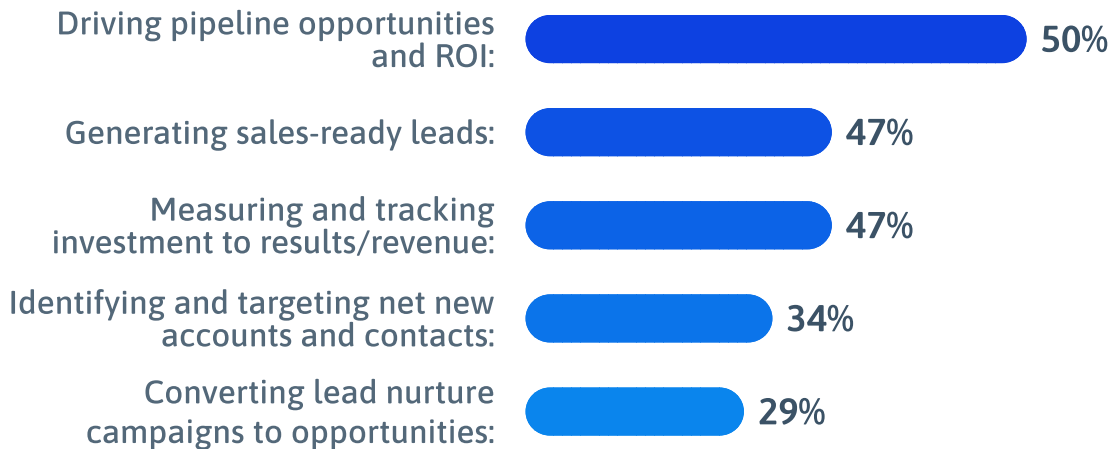 Driving pipeline opportunities
and ROI:
50%
Generating sales-ready leads:
47%
Measuring and tracking
investment to results/revenue:
47%
Identifying and targeting net new
accounts and contacts:
34%
Converting lead nurture
campaigns to opportunities:
29%